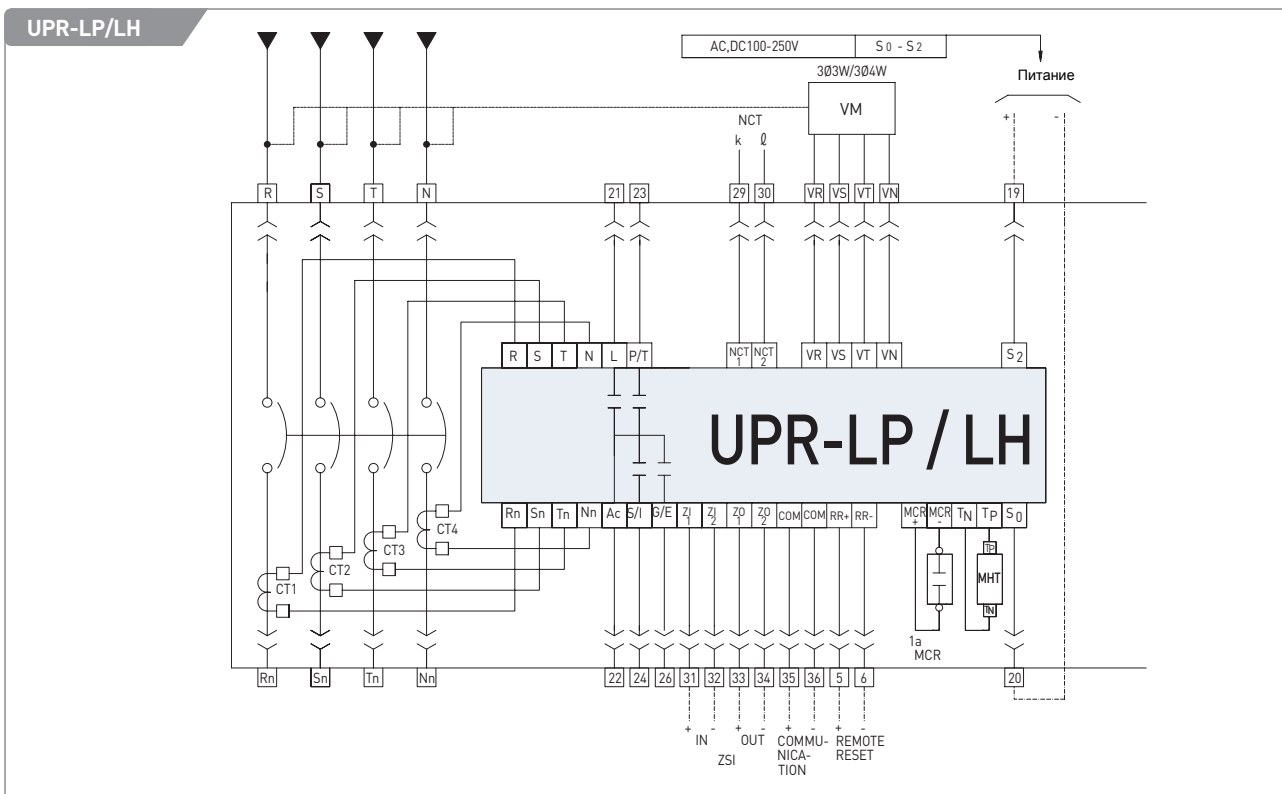 UPR-LP/LH
AC,DC100-250V S0 - S2
Питание
3Ø3W/3Ø4W
VM
NCT
k ℓ
+ -
R S T N 21 23 29 30 VR VS VT VN 19
R S T N L P/T NCT 1 NCT 2 VR VS VT VN S2
UPR-LP / LH
Rn Sn Tn Nn Ac S/I G/E ZI 1 ZI 2 ZO 1 ZO 2 COM COM RR+ RR- MCR + MCR - TN TP S0
CT4
CT3
CT2
CT1
TP
MHT
TN
1a
MCR
Rn Sn Tn Nn 22 24 26 31 32 33 34 35 36 5 6 20
+ - + - + - + -
IN OUT COMMU- REMOTE
NICA- RESET
ZSI
TION